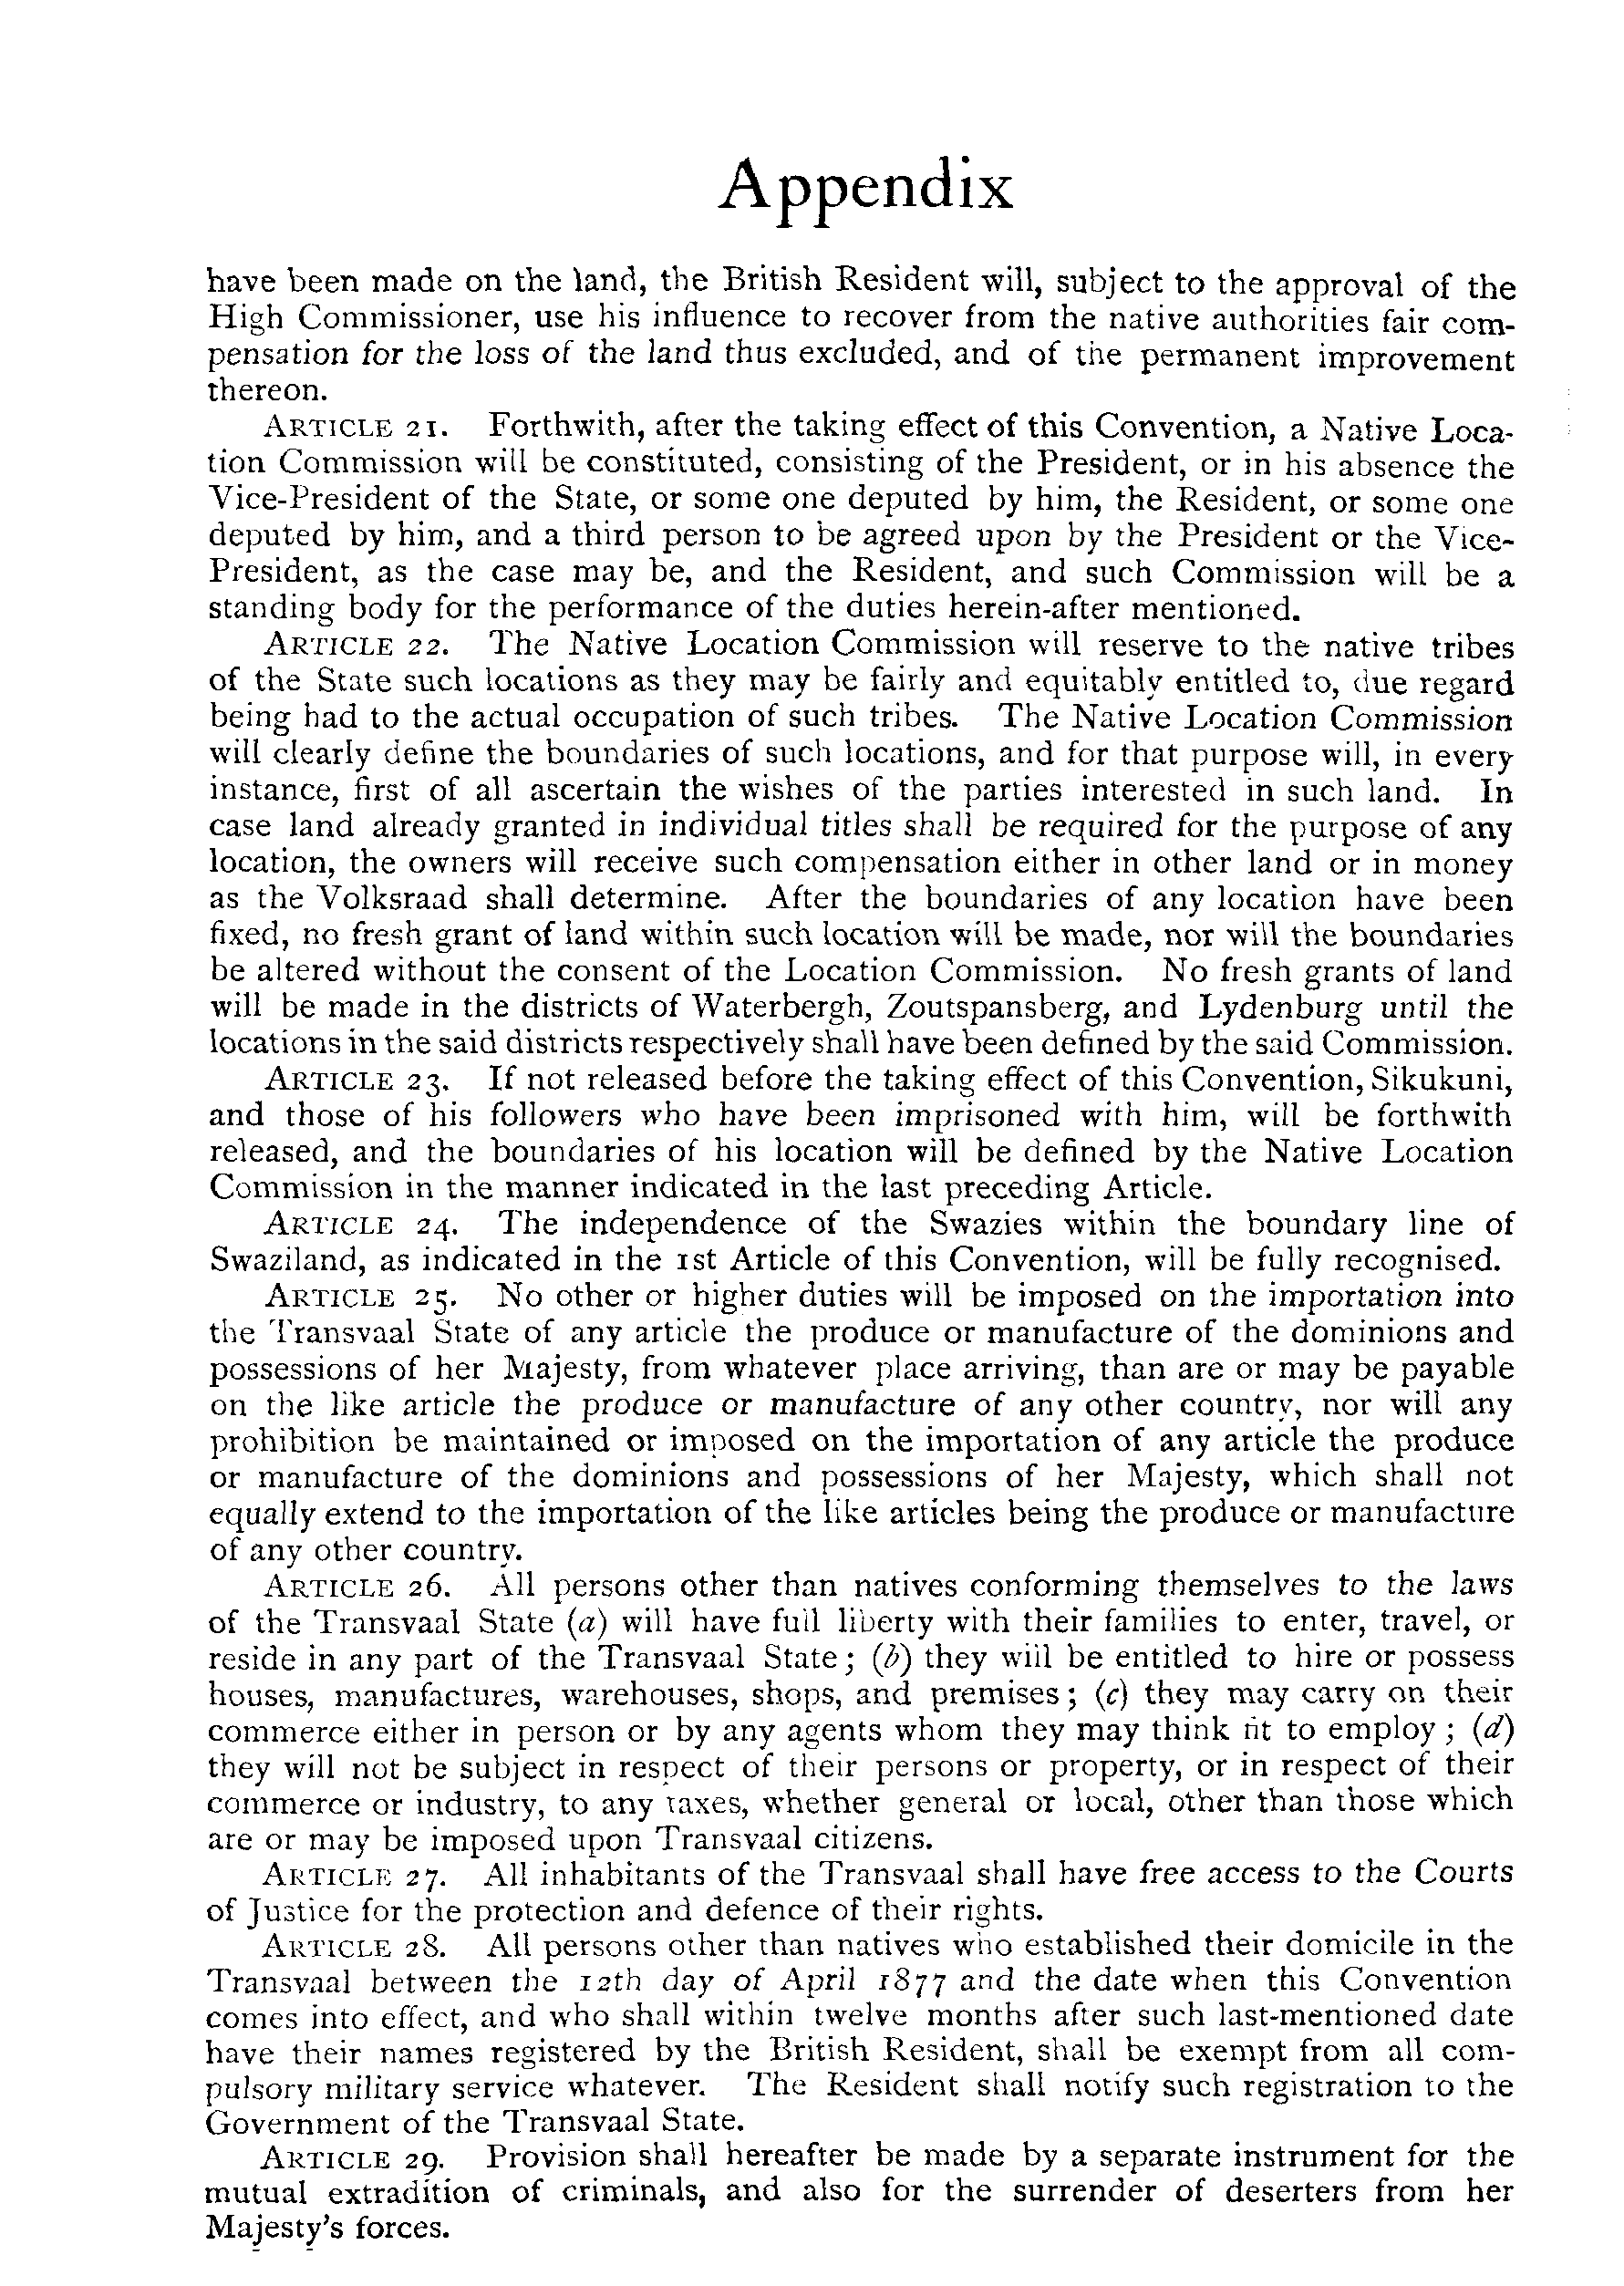 Appendix
have been made on the land, the British Resident will, subject to the approval of the
High Commissioner, use his influence to recover from the native authorities fair com-
pensation for the loss of the land thus excluded, and of the permanent improvement
thereon.
ARTICLE 21. Forthwith, after the taking effect of this Convention, a Native Loca-
tion Commission will be constituted, consisting of the President, or in his absence the
Vice-President of the State, or some one deputed by him, the Resident, or some one
deputed by him, and a third person to be agreed upon by the President or the Vice-
President, as the case may be, and the Resident, and such Commission will be a
standing body for the performance of the duties herein-after mentioned.
ARTICLE 22. The Native Location Commission will reserve to the native tribes
of the State such locations as they may be fairly and equitably entitled to, due regard
being had to the actual occupation of such tribes. The Native Location Commission
will clearly define the boundaries of such locations, and for that purpose will, in every
instance, first of all ascertain the wishes of the parties interested in such land. In
case land already granted in individual titles shall be required for the purpose of any
location, the owners will receive such compensation either in other land or in money
as the Volksraad shall determine. After the boundaries of any location have been
fixed, no fresh grant of land within such location will be made, nor will the boundaries
be altered without the consent of the Location Commission. No fresh grants of land
will be made in the districts of Waterbergh, Zoutspansberg, and Lydenburg until the
locations in the said districts respectively shall have been defined by the said Commission.
ARTICLE 23. If not released before the taking effect of this Convention, Sikukuni,
and those of his followers who have been imprisoned with him, will be forthwith
released, and the boundaries of his location will be defined by the Native Location
Commission in the manner indicated in the last preceding Article.
ARTICLE 24. The independence of the Swazies within the boundary line of
Swaziland, as indicated in the 1st Article of this Convention, will be fully recognised.
ARTICLE 25. No other or higher duties will be imposed on the importation into
the Transvaal State of any article the produce or manufacture of the dominions and
possessions of her Majesty, from whatever place arriving, than are or may be payable
on the like article the produce or manufacture of any other country, nor will any
prohibition be maintained or imposed on the importation of any article the produce
or manufacture of the dominions and possessions of her Majesty, which shall not
equally extend to the importation of the like articles being the produce or manufacture
of any other country.
ARTICLE 26. All persons other than natives conforming themselves to the laws
of the Transvaal State (a) will have full liberty with their families to enter, travel, or
reside in any part of the Transvaal State; (b) they will be entitled to hire or possess
houses, manufactures, warehouses, shops, and premises; (c) they may carry on their
commerce either in person or by any agents whom they may think fit to employ; (d)
they will not be subject in respect of their persons or property, or in respect of their
commerce or industry, to any taxes, whether general or local, other than those which
are or may be imposed upon Transvaal citizens.
ARTICLE 27. All inhabitants of the Transvaal shall have free access to the Courts
of Justice for the protection and defence of their rights.
ARTICLE 28. All persons other than natives who established their domicile in the
Transvaal between the 12th day of April 1877 and the date when this Convention
comes into effect, and who shall within twelve months after such last-mentioned date
have their names registered by the British Resident, shall be exempt from all com-
pulsory military service whatever. The Resident shall notify such registration to the
Government of the Transvaal State.
ARTICLE 29. Provision shall hereafter be made by a separate instrument for the
mutual extradition of criminals, and also for the surrender of deserters from her
Majesty's forces.